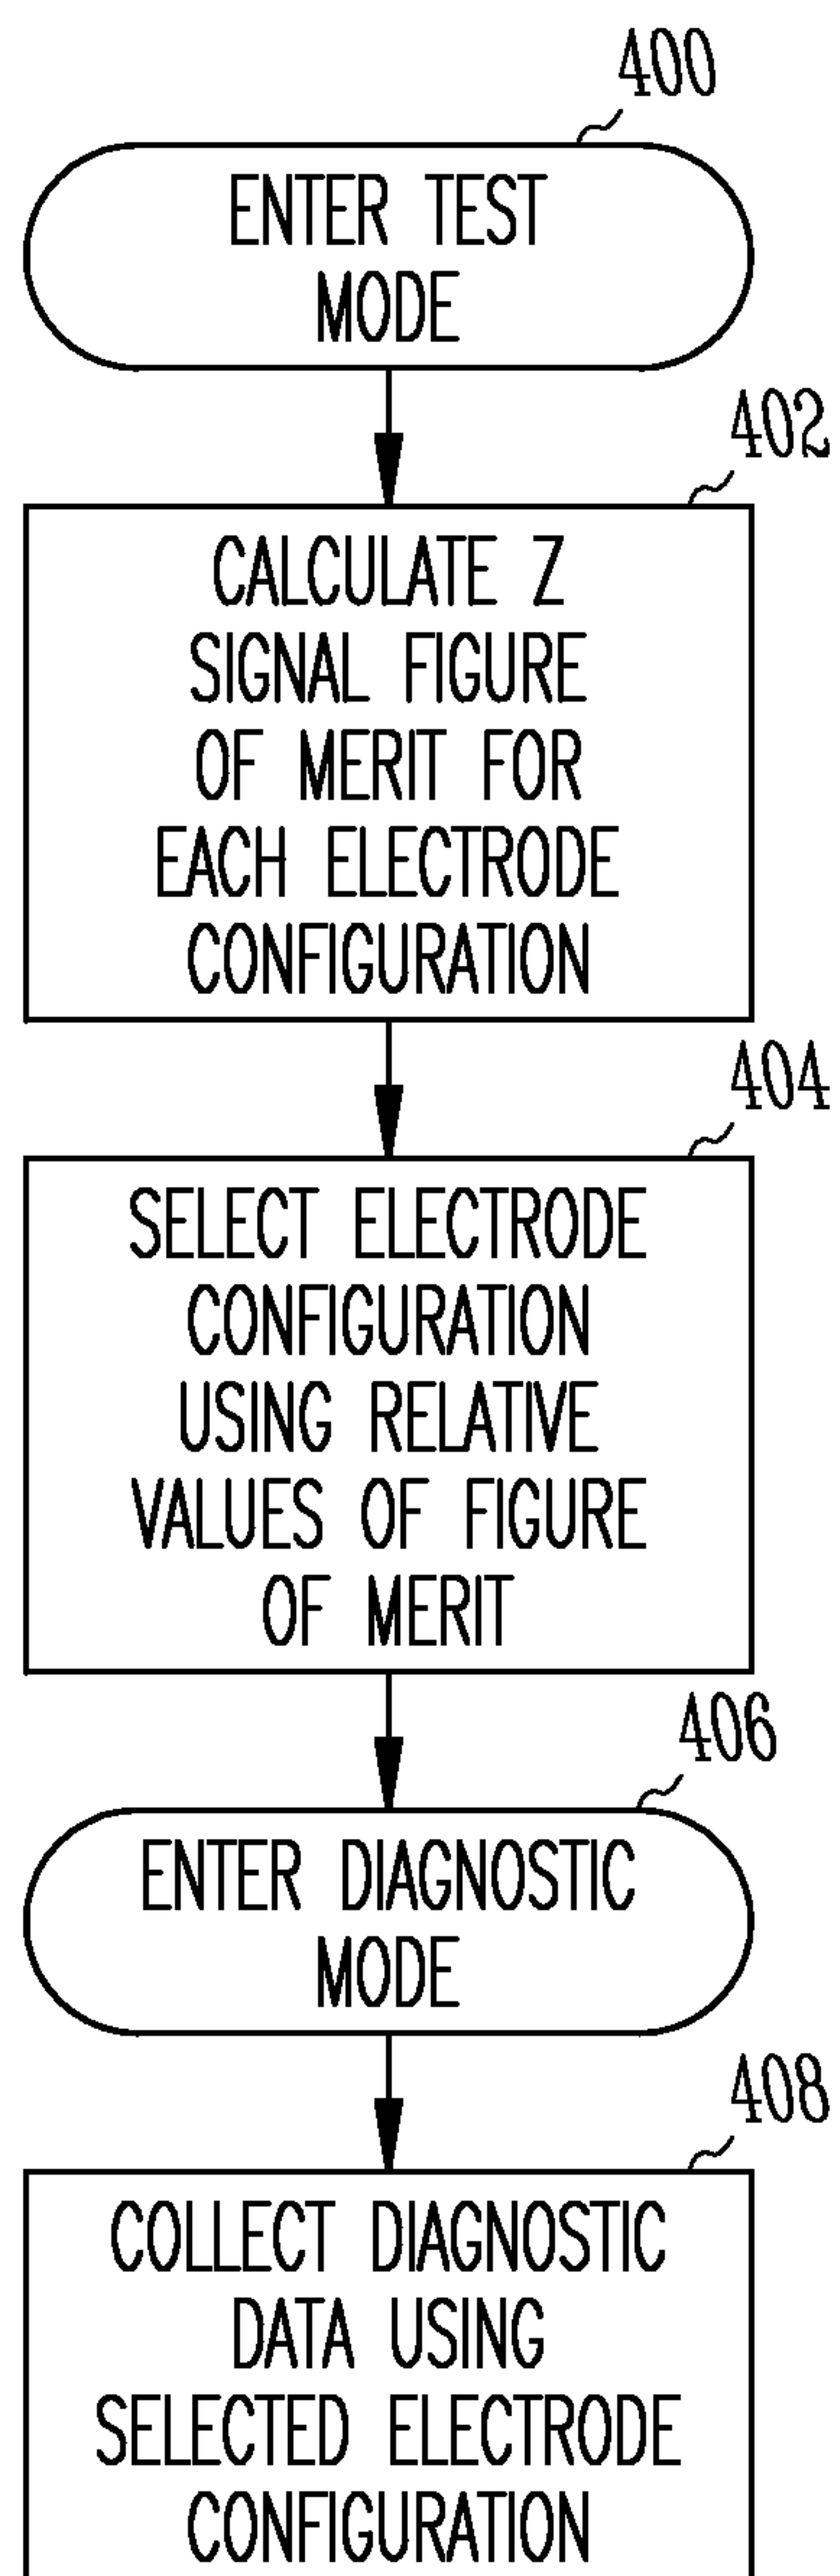 400
ENTER TEST
MODE
402
CALCULATE Z
SIGNAL FIGURE
OF MERIT FOR
EACH ELECTRODE
CONFIGURATION
404
SELECT ELECTRODE
CONFIGURATION
USING RELATIVE
VALUES OF FIGURE
OF MERIT
406
ENTER DIAGNOSTIC
MODE
408
COLLECT DIAGNOSTIC
DATA USING
SELECTED ELECTRODE
CONFIGURATION